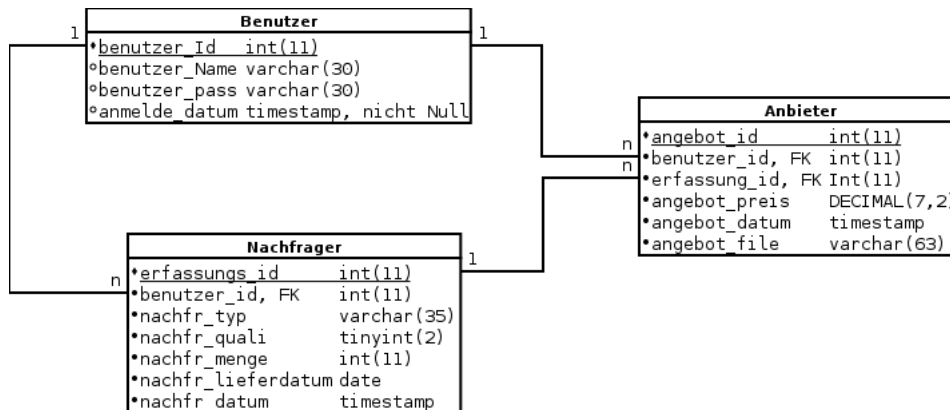 Benutzer
benutzer_Id int(11)
benutzer_Name varchar(30)
benutzer_pass varchar(30)
anmelde_datum timestamp, nicht Null
1
1
Anbieter
angebot_id int(11)
benutzer_id, FK int(11)
erfassung_id, FK Int(11)
angebot_preis DECIMAL(7,2)
angebot_datum timestamp
angebot_file varchar(63)
n
n
Nachfrager
erfassungs_id int(11)
benutzer_id, FK int(11)
nachfr_typ varchar(35)
nachfr_quali tinyint(2)
nachfr_menge int(11)
nachfr_lieferdatum date
nachfr_datum timestamp
1
n